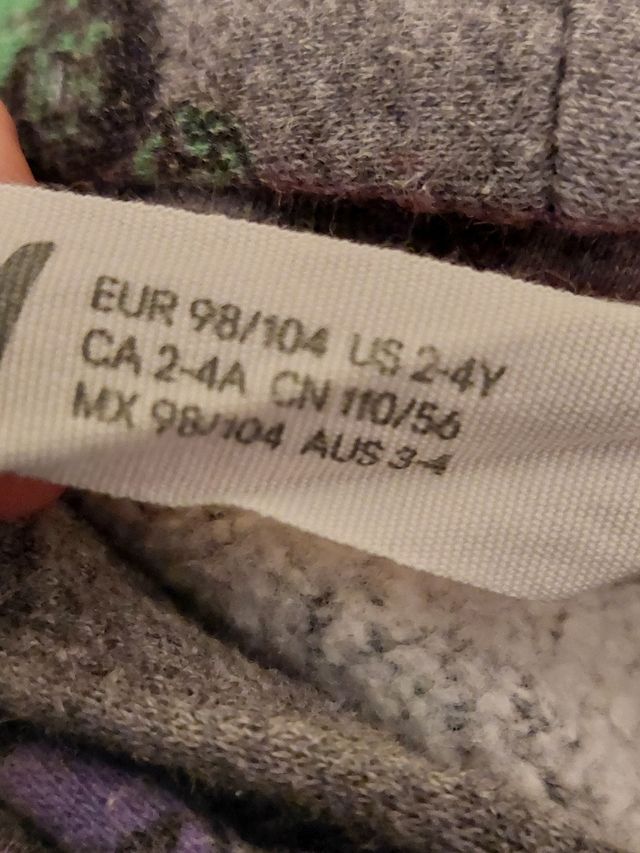 EUR 98/104 US 2-4Y
CA 2-4A CN 110/56
MX 98/104 AUS 3-4